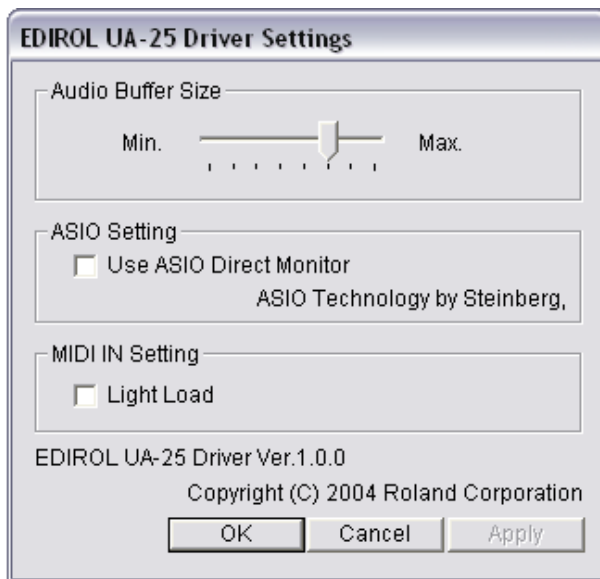 EDIROL UA-25 Driver Settings
Audio Buffer Size
Min. Max.
ASIO Setting
Use ASIO Direct Monitor
ASIO Technology by Steinberg,
MIDI IN Setting
Light Load
EDIROL UA-25 Driver Ver.1.0.0
Copyright (C) 2004 Roland Corporation
OK Cancel Apply